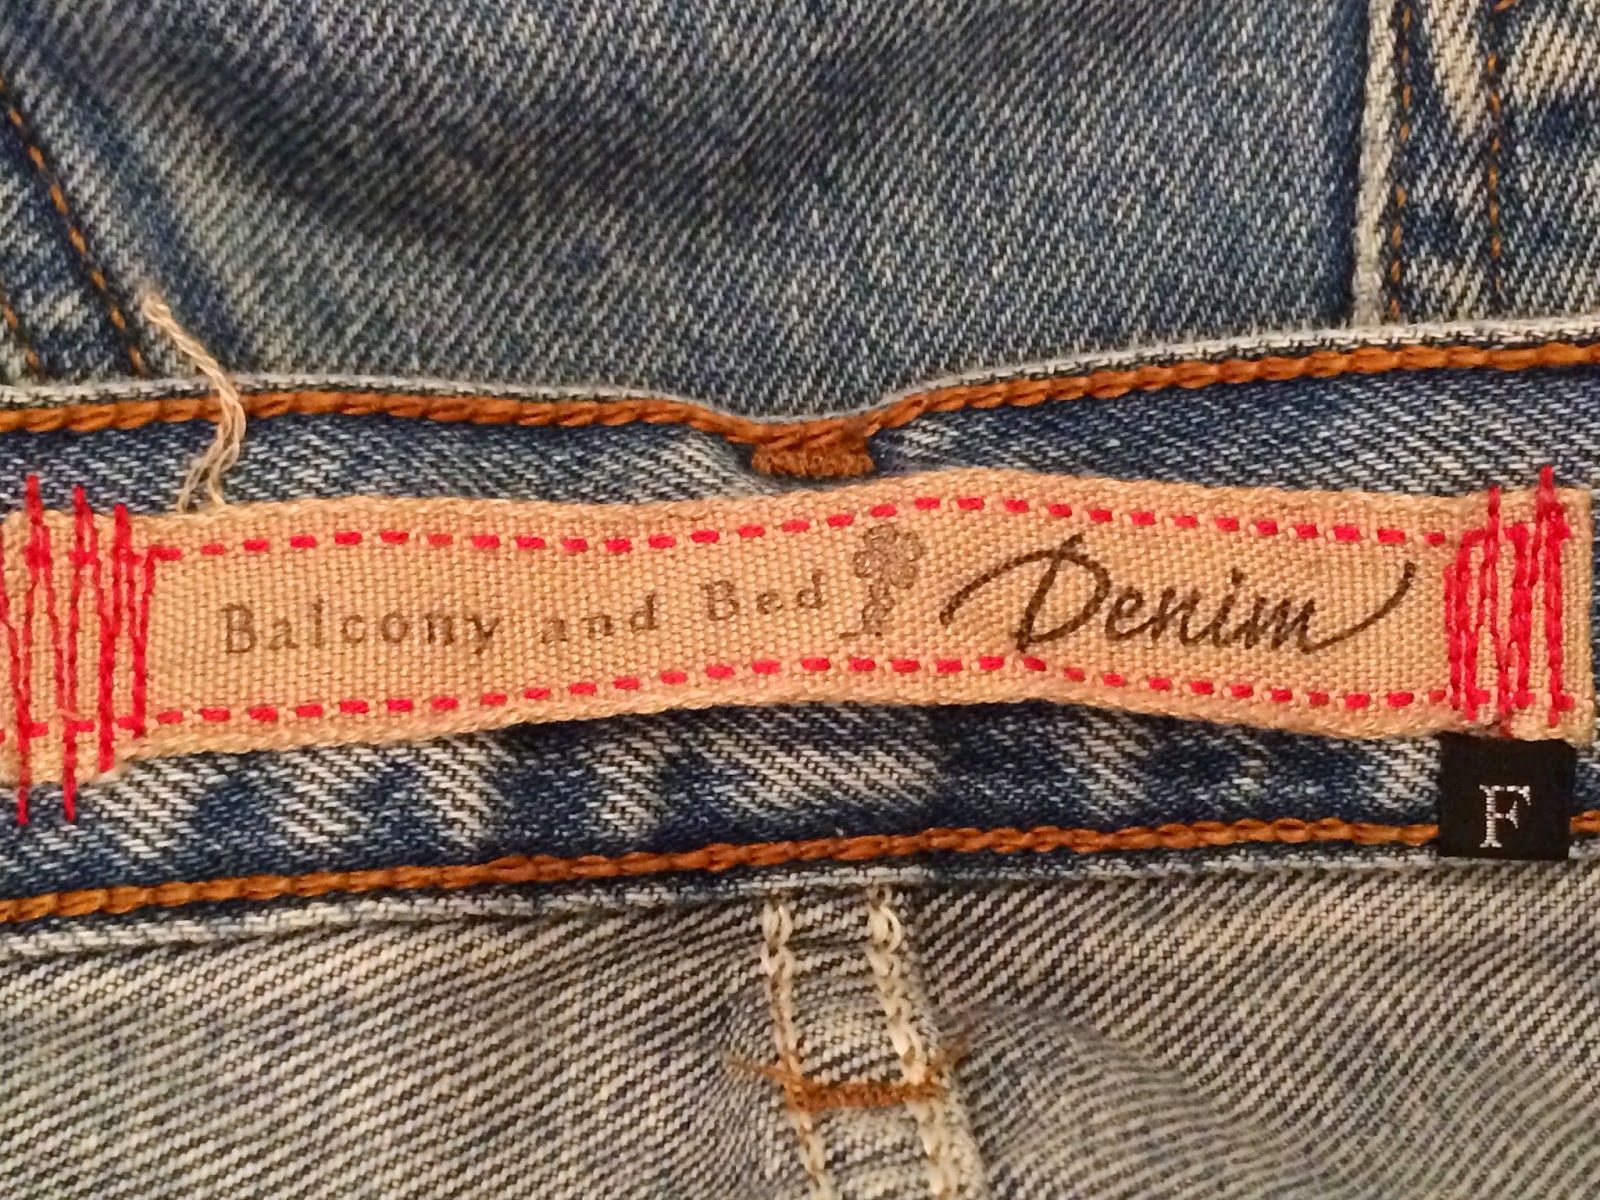 Balcony and Bed Denim
F